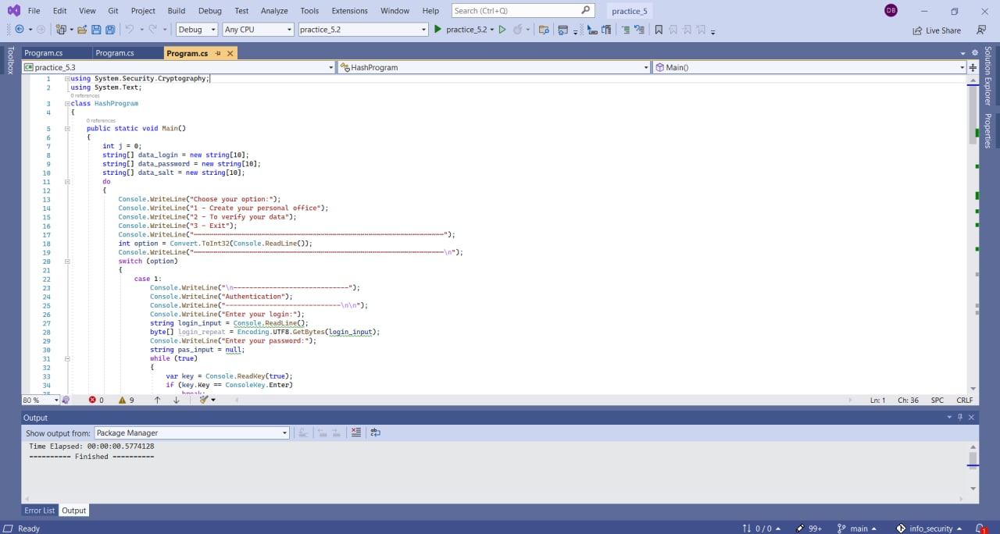 File Edit View Git Project Build Debug Test Analyze Tools Extensions Window Help Search (Ctrl+Q) practice_5 DB
Debug Any CPU practice_5.2 practice_5.2 Live Share
Toolbox
Program.cs Program.cs Program.cs
practice_5.3 HashProgram Main()
1 using System.Security.Cryptography;
2 using System.Text;
0 references
3 class HashProgram
4 {
0 references
5 public static void Main()
6 {
7 int j = 0;
8 string[] data_login = new string[10];
9 string[] data_password = new string[10];
10 string[] data_salt = new string[10];
11 do
12 {
13 Console.WriteLine("Choose your option:");
14 Console.WriteLine("1 - Create your personal office");
15 Console.WriteLine("2 - To verify your data");
16 Console.WriteLine("3 - Exit");
17 Console.WriteLine("---------------------------------------------------------------");
18 int option = Convert.ToInt32(Console.ReadLine());
19 Console.WriteLine("---------------------------------------------------------------\n");
20 switch (option)
21 {
22 case 1:
23 Console.WriteLine("\n-----------------------------");
24 Console.WriteLine("Authentication");
25 Console.WriteLine("-----------------------------\n\n");
26 Console.WriteLine("Enter your login:");
27 string login_input = Console.ReadLine();
28 byte[] login_repeat = Encoding.UTF8.GetBytes(login_input);
29 Console.WriteLine("Enter your password:");
30 string pas_input = null;
31 while (true)
32 {
33 var key = Console.ReadKey(true);
34 if (key.Key == ConsoleKey.Enter)
35 break;
80 % 0 9 Ln: 1 Ch: 36 SPC CRLF
Solution Explorer
Properties
Output
Show output from: Package Manager
Time Elapsed: 00:00:00.5774128
========== Finished ==========
Error List Output
Ready 0 / 0 99+ main info_security 1